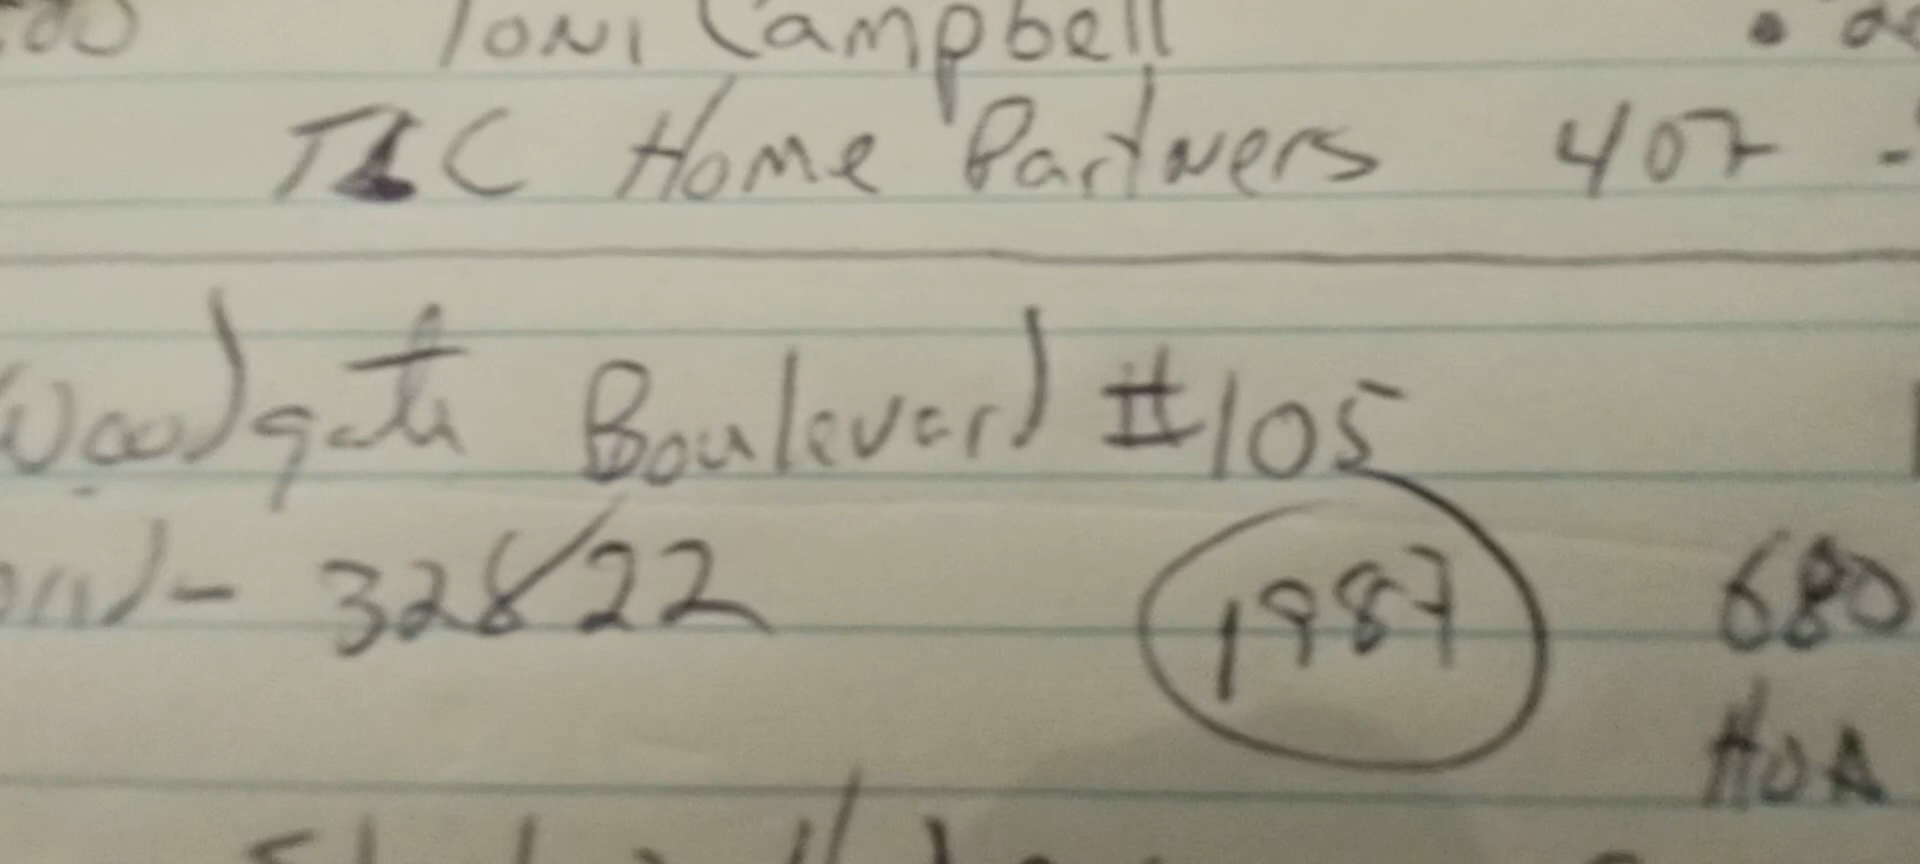 Toni Campbell
TLC Home Partners 407 -
Woodgate Boulevard #105
- 32822 1987 680
HOA